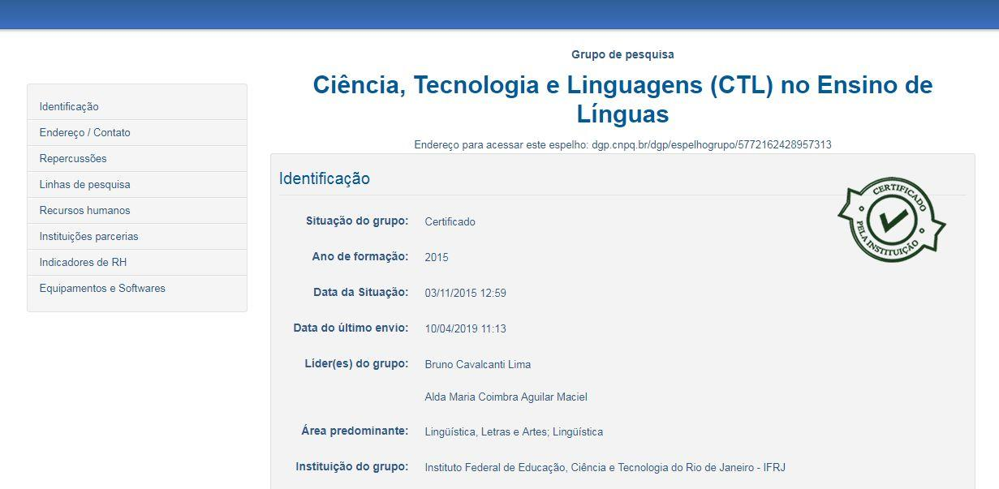 Grupo de pesquisa
Ciência, Tecnologia e Linguagens (CTL) no Ensino de
Línguas
Endereço para acessar este espelho: dgp.cnpq.br/dgp/espelhogrupo/5772162428957313
Identificação
Endereço / Contato
Repercussões
Linhas de pesquisa
Recursos humanos
Instituições parcerias
Indicadores de RH
Equipamentos e Softwares
Identificação
CERTIFICADO
PELA INSTITUIÇÃO
Situação do grupo: Certificado
Ano de formação: 2015
Data da Situação: 03/11/2015 12:59
Data do último envio: 10/04/2019 11:13
Líder(es) do grupo: Bruno Cavalcanti Lima
Alda Maria Coimbra Aguilar Maciel
Área predominante: Lingüística, Letras e Artes; Lingüística
Instituição do grupo: Instituto Federal de Educação, Ciência e Tecnologia do Rio de Janeiro - IFRJ